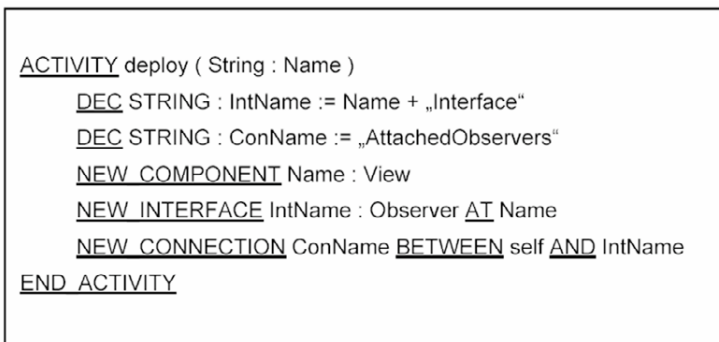 ACTIVITY deploy ( String : Name )
DEC STRING : IntName := Name + „Interface“
DEC STRING : ConName := „AttachedObservers“
NEW_COMPONENT Name : View
NEW_INTERFACE IntName : Observer AT Name
NEW_CONNECTION ConName BETWEEN self AND IntName
END_ACTIVITY